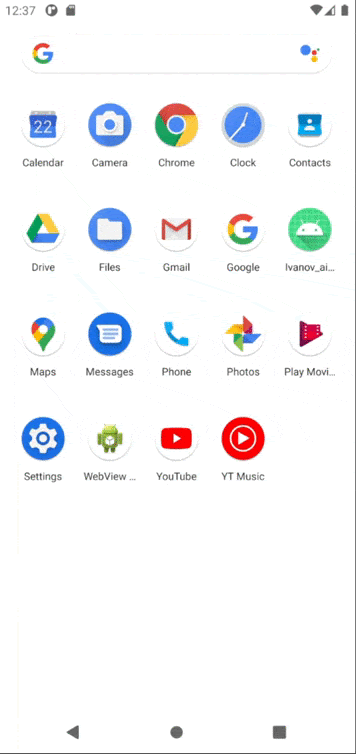 12:37
22
Calendar Camera Chrome Clock Contacts
Drive Files Gmail Google Ivanov_ai...
Maps Messages Phone Photos Play Movi...
Settings WebView ... YouTube YT Music